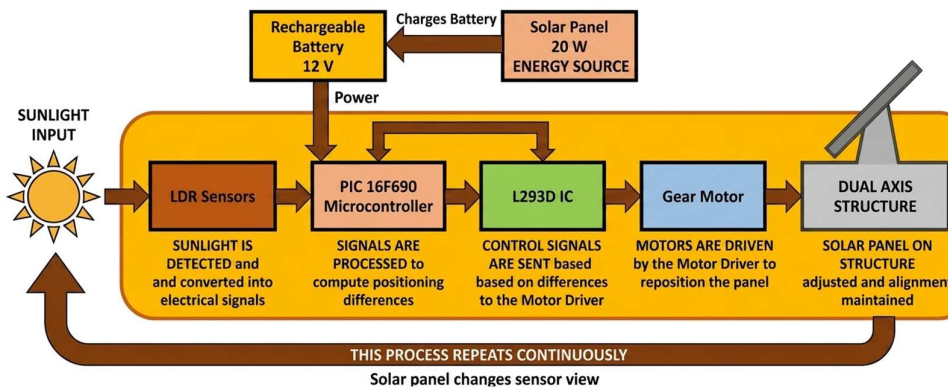 Charges Battery
Rechargeable
Battery
12 V
Solar Panel
20 W
ENERGY SOURCE
Power
SUNLIGHT
INPUT
LDR Sensors
PIC 16F690
Microcontroller
L293D IC
Gear Motor
DUAL AXIS
STRUCTURE
SUNLIGHT IS
DETECTED and
and converted into
electrical signals
SIGNALS ARE
PROCESSED to
compute positioning
differences
CONTROL SIGNALS
ARE SENT based
based on differences
to the Motor Driver
MOTORS ARE DRIVEN
by the Motor Driver to
reposition the panel
SOLAR PANEL ON
STRUCTURE
adjusted and alignment
maintained
THIS PROCESS REPEATS CONTINUOUSLY
Solar panel changes sensor view